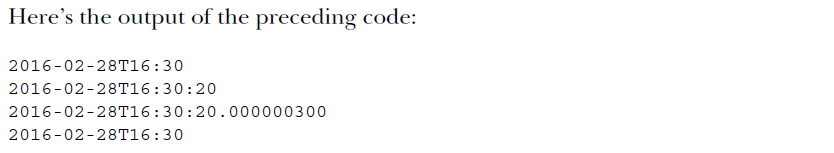 Here’s the output of the preceding code:
2016-02-28T16:30
2016-02-28T16:30:20
2016-02-28T16:30:20.000000300
2016-02-28T16:30